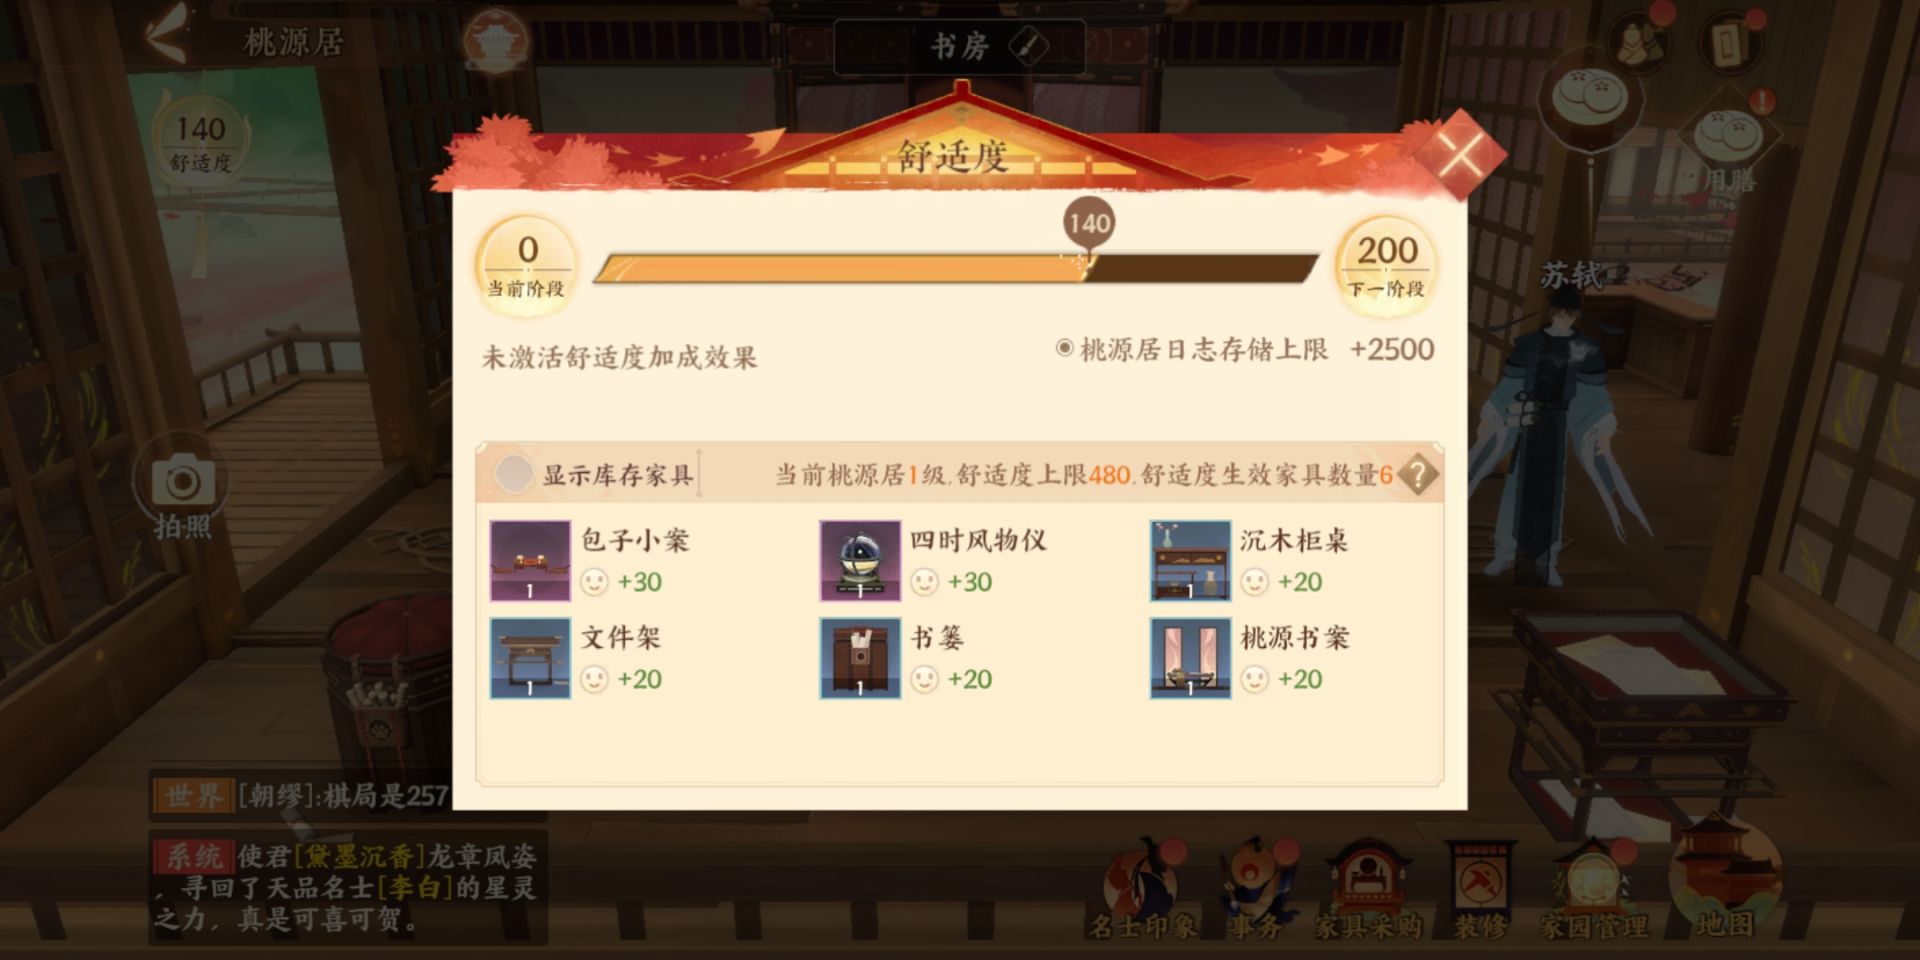 桃源居
书房
140
舒适度
舒适度
用膳
0
当前阶段
140
200
下一阶段
苏轼
未激活舒适度加成效果
桃源居日志存储上限 +2500
拍照
显示库存家具
当前桃源居1级,舒适度上限480,舒适度生效家具数量6
?
包子小案
1
+30
四时风物仪
1
+30
沉木柜桌
1
+20
文件架
1
+20
书篓
1
+20
桃源书案
1
+20
世界 [朝缪]:棋局是257
系统 使君[黛墨沉香]龙章凤姿
，寻回了天品名士[李白]的星灵
之力，真是可喜可贺。
名士印象
事务
家具采购
装修
家园管理
地图